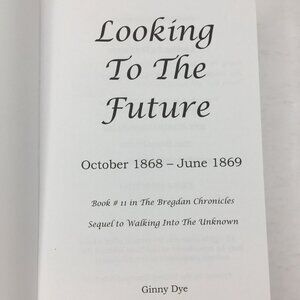 Looking
To The
Future
October 1868 – June 1869
Book # 11 in The Bregdan Chronicles
Sequel to Walking Into The Unknown
Ginny Dye